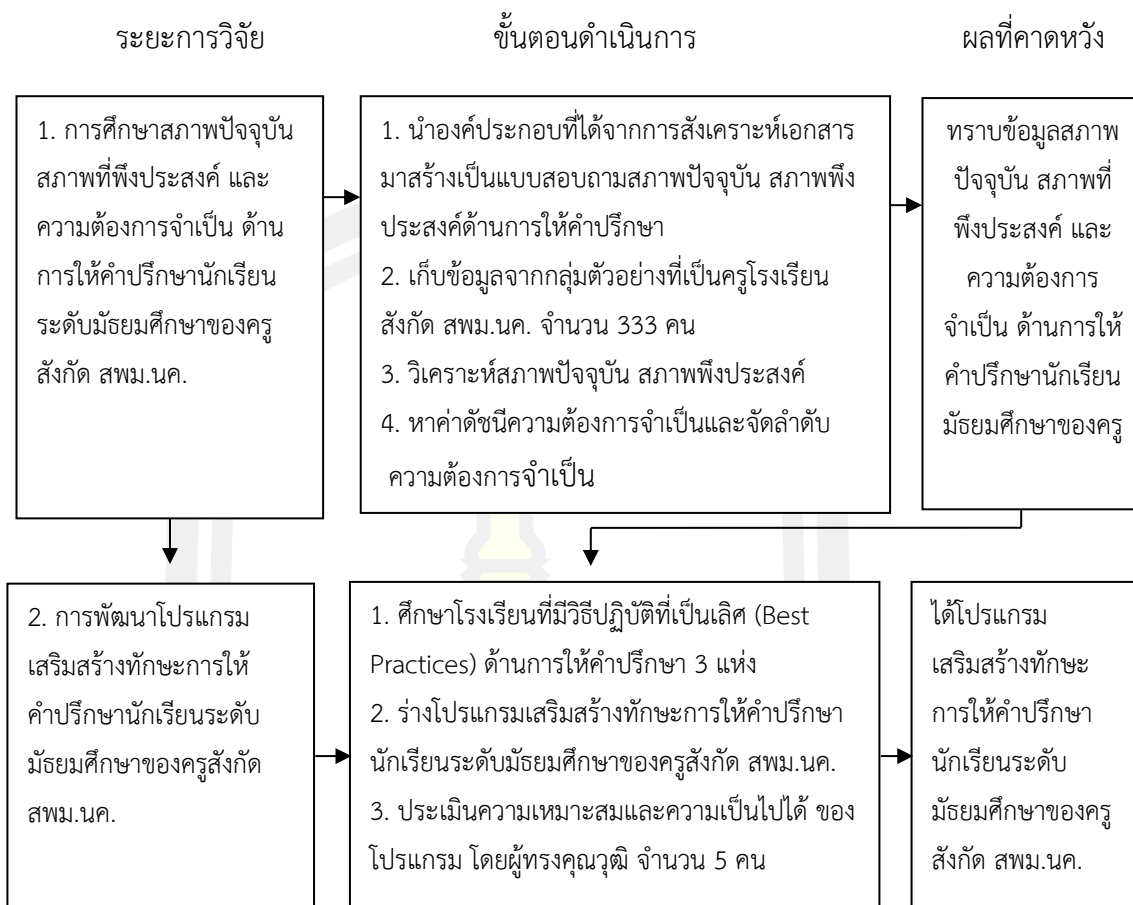 ระยะการวิจัย
ขั้นตอนดำเนินการ
ผลที่คาดหวัง
1. การศึกษาสภาพปัจจุบัน
สภาพที่พึงประสงค์ และ
ความต้องการจำเป็น ด้าน
การให้คำปรึกษานักเรียน
ระดับมัธยมศึกษาของครู
สังกัด สพม.นค.
1. นำองค์ประกอบที่ได้จากการสังเคราะห์เอกสาร
มาสร้างเป็นแบบสอบถามสภาพปัจจุบัน สภาพพึง
ประสงค์ด้านการให้คำปรึกษา
2. เก็บข้อมูลจากกลุ่มตัวอย่างที่เป็นครูโรงเรียน
สังกัด สพม.นค. จำนวน 333 คน
3. วิเคราะห์สภาพปัจจุบัน สภาพพึงประสงค์
4. หาค่าดัชนีความต้องการจำเป็นและจัดลำดับ
ความต้องการจำเป็น
ทราบข้อมูลสภาพ
ปัจจุบัน สภาพที่
พึงประสงค์ และ
ความต้องการ
จำเป็น ด้านการให้
คำปรึกษานักเรียน
มัธยมศึกษาของครู
2. การพัฒนาโปรแกรม
เสริมสร้างทักษะการให้
คำปรึกษานักเรียนระดับ
มัธยมศึกษาของครูสังกัด
สพม.นค.
1. ศึกษาโรงเรียนที่มีวิธีปฏิบัติที่เป็นเลิศ (Best
Practices) ด้านการให้คำปรึกษา 3 แห่ง
2. ร่างโปรแกรมเสริมสร้างทักษะการให้คำปรึกษา
นักเรียนระดับมัธยมศึกษาของครูสังกัด สพม.นค.
3. ประเมินความเหมาะสมและความเป็นไปได้ ของ
โปรแกรม โดยผู้ทรงคุณวุฒิ จำนวน 5 คน
ได้โปรแกรม
เสริมสร้างทักษะ
การให้คำปรึกษา
นักเรียนระดับ
มัธยมศึกษาของครู
สังกัด สพม.นค.